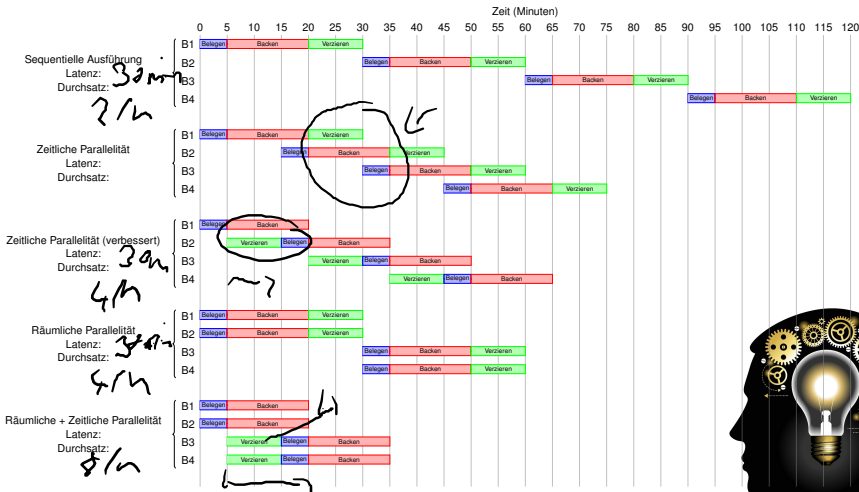 Zeit (Minuten)
0 5 10 15 20 25 30 35 40 45 50 55 60 65 70 75 80 85 90 95 100 105 110 115 120
Sequentielle Ausführung
Latenz: 30min
Durchsatz:
2/h
B1 Belegen Backen Verzieren
B2 Belegen Backen Verzieren
B3 Belegen Backen Verzieren
B4 Belegen Backen Verzieren
Zeitliche Parallelität
Latenz:
Durchsatz:
B1 Belegen Backen Verzieren
B2 Belegen Backen Verzieren
B3 Belegen Backen Verzieren
B4 Belegen Backen Verzieren
Zeitliche Parallelität (verbessert)
Latenz: 30m
Durchsatz:
4/h
B1 Belegen Backen
B2 Verzieren Belegen Backen
B3 Verzieren Belegen Backen
B4 Verzieren Belegen Backen
Räumliche Parallelität
Latenz:
Durchsatz:
4/h
B1 Belegen Backen Verzieren
B2 Belegen Backen Verzieren
B3 Belegen Backen Verzieren
B4 Belegen Backen Verzieren
Räumliche + Zeitliche Parallelität
Latenz:
Durchsatz:
8/h
B1 Belegen Backen
B2 Belegen Backen
B3 Verzieren Belegen Backen
B4 Verzieren Belegen Backen